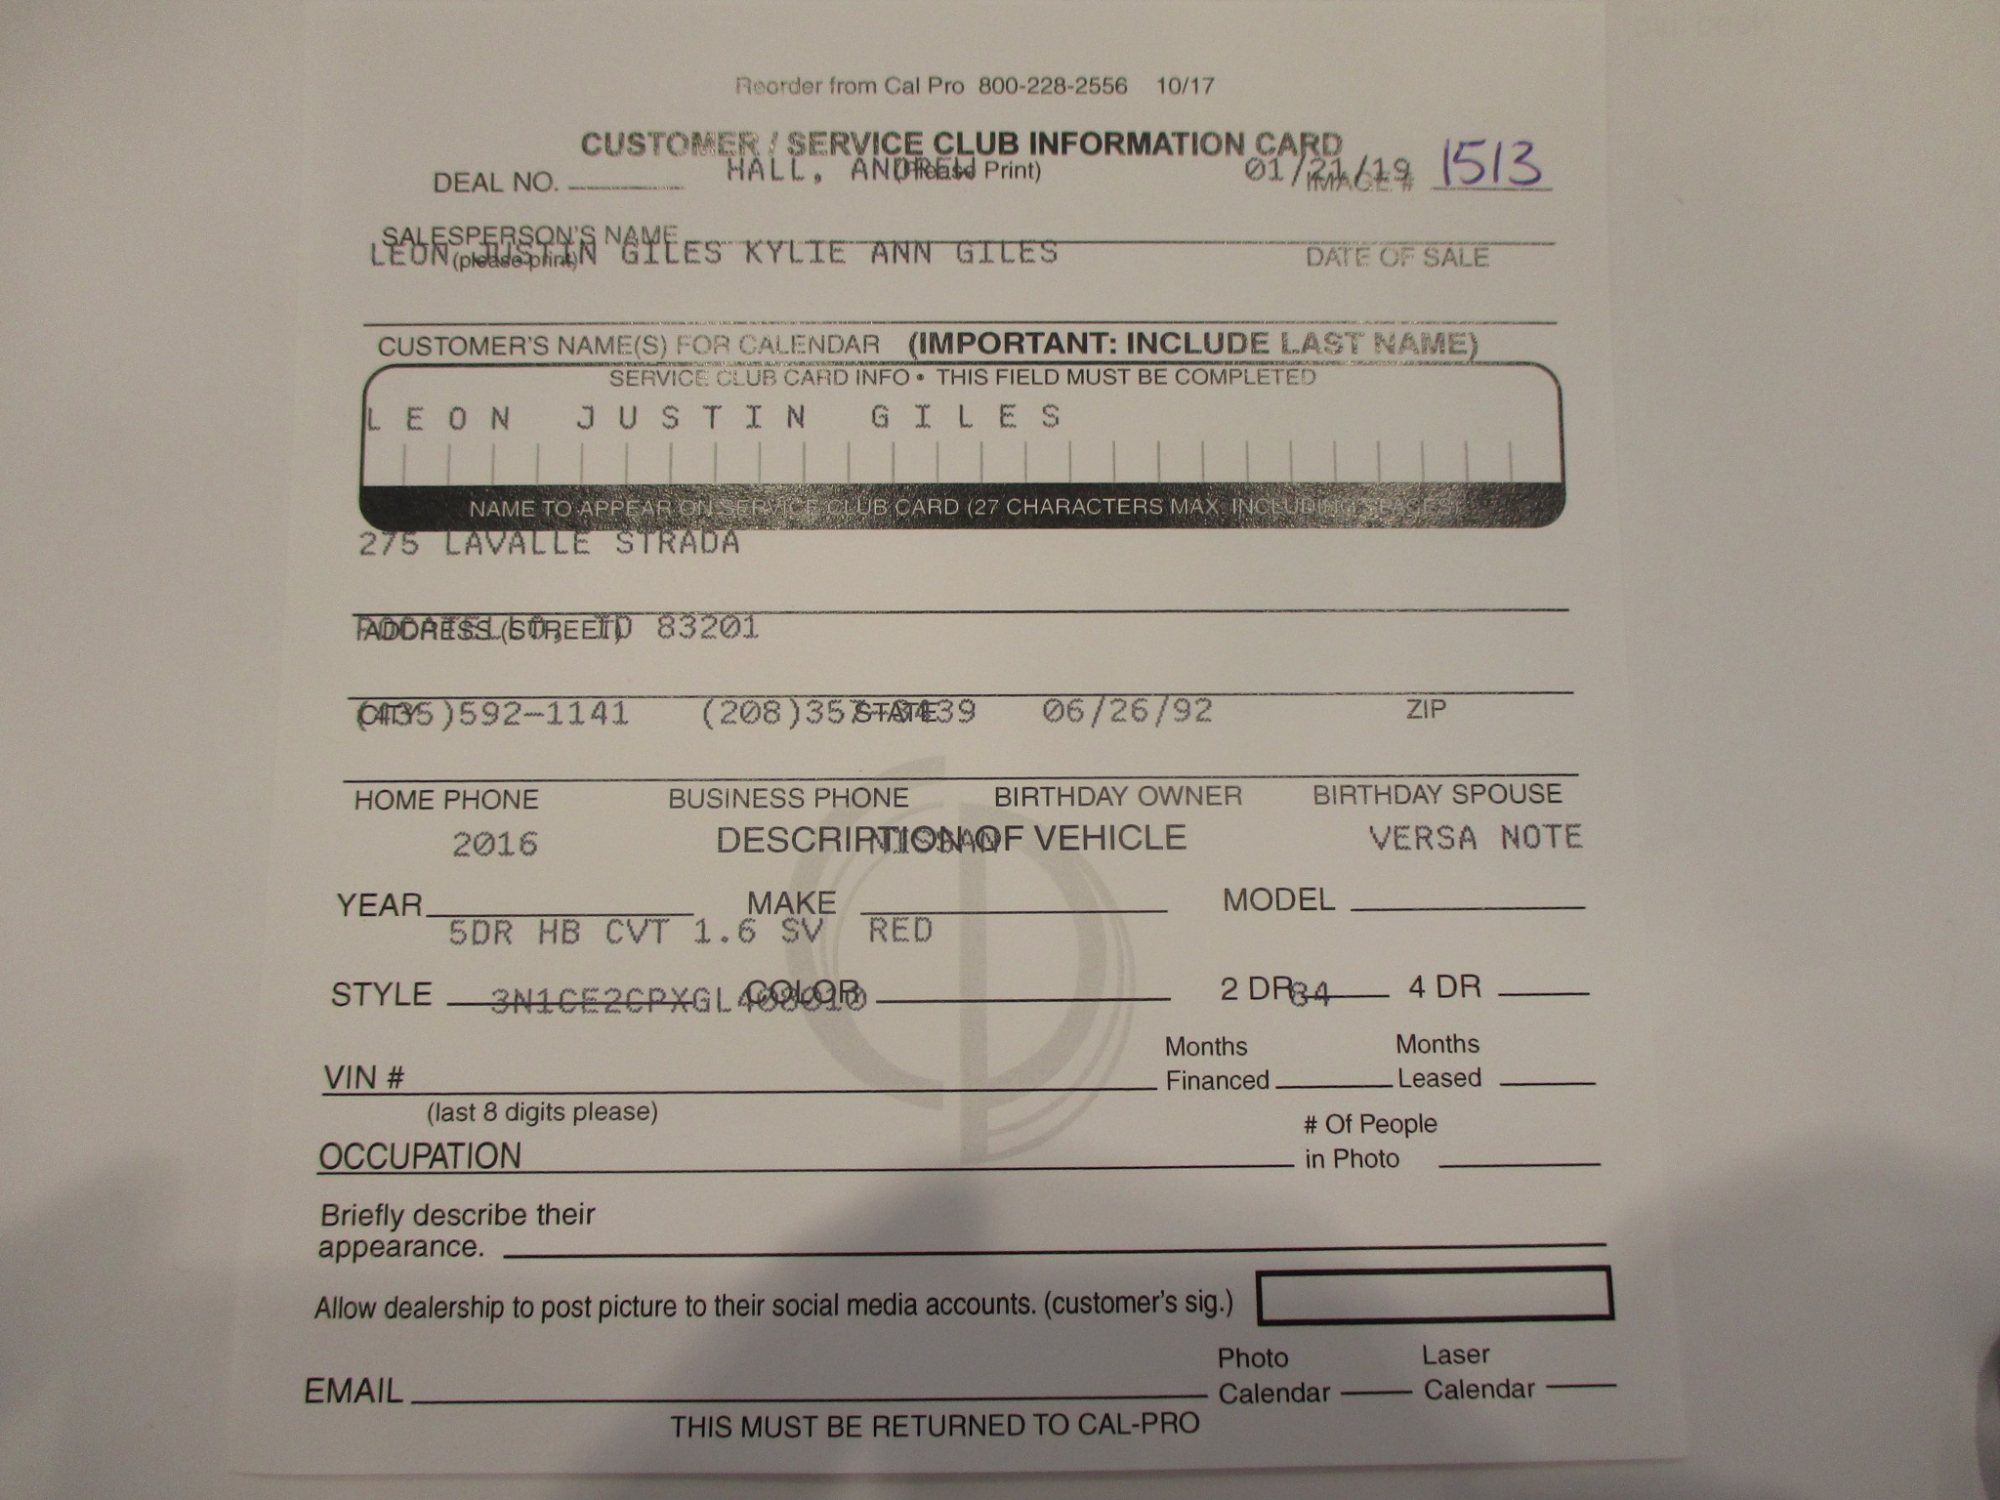 Reorder from Cal Pro 800-228-2556 10/17
CUSTOMER / SERVICE CLUB INFORMATION CARD
HALL, ANDREW (Please Print) 01/21/19
DEAL NO. IMAGE # 1513
SALESPERSON'S NAME
LEON JUSTIN GILES KYLIE ANN GILES
(please print) DATE OF SALE
CUSTOMER'S NAME(S) FOR CALENDAR (IMPORTANT: INCLUDE LAST NAME)
SERVICE CLUB CARD INFO • THIS FIELD MUST BE COMPLETED
LEON JUSTIN GILES
NAME TO APPEAR ON SERVICE CLUB CARD (27 CHARACTERS MAX. INCLUDING SPACES)
275 LAVALLE STRADA
POCATELLO, ID 83201
ADDRESS (STREET)
(435)592-1141 (208)357- 06/26/92
CITY STATE ZIP
HOME PHONE BUSINESS PHONE BIRTHDAY OWNER BIRTHDAY SPOUSE
DESCRIPTION OF VEHICLE
2016 NISSAN VERSA NOTE
YEAR MAKE MODEL
5DR HB CVT 1.6 SV RED
STYLE COLOR 2 DR 4 DR
84
VIN # Months Financed Months Leased
(last 8 digits please)
OCCUPATION # Of People in Photo
Briefly describe their
appearance.
Allow dealership to post picture to their social media accounts. (customer's sig.)
EMAIL Photo Calendar Laser Calendar
THIS MUST BE RETURNED TO CAL-PRO